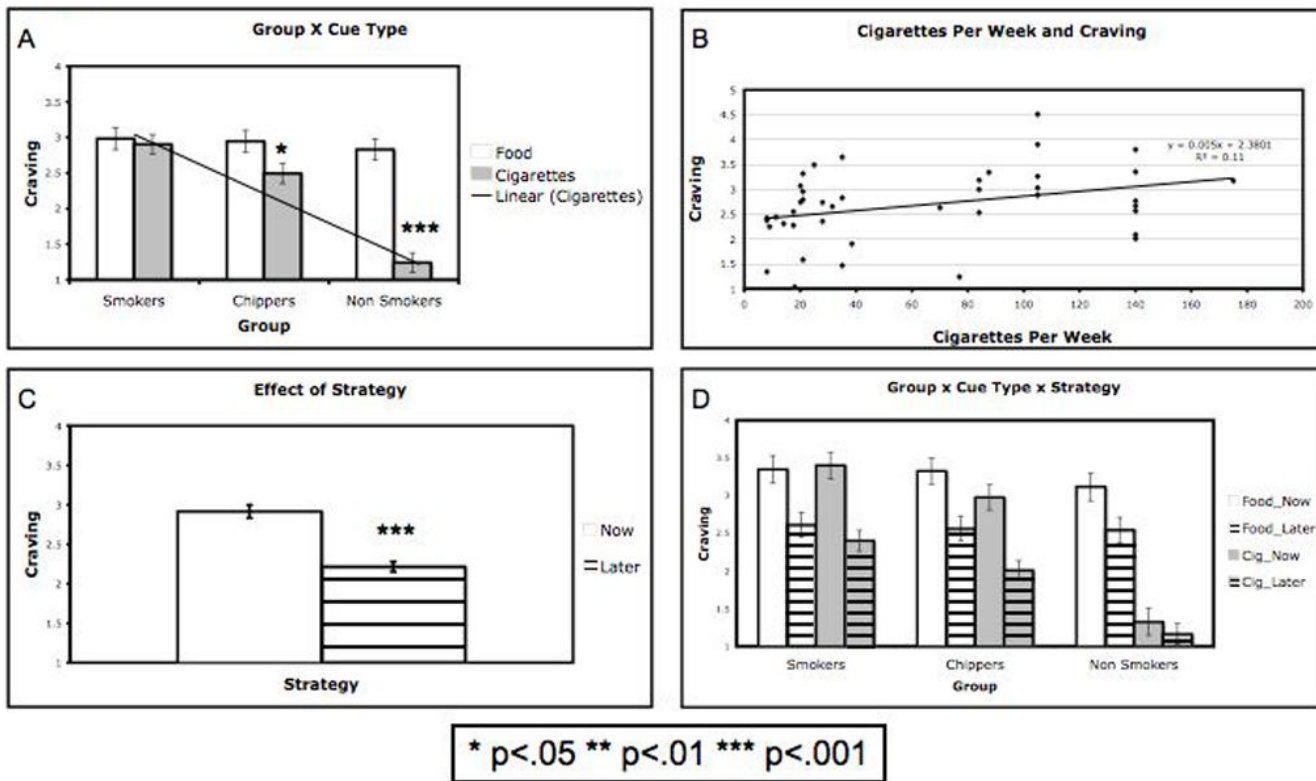 A
Group X Cue Type
4
3.5
3
2.5
2
1.5
1
Craving
Smokers
Chippers
Non Smokers
Group
*
***
Food
Cigarettes
Linear (Cigarettes)
B
Cigarettes Per Week and Craving
5
4.5
4
3.5
3
2.5
2
1.5
1
Craving
y = 0.005x + 2.3801
R² = 0.11
0 20 40 60 80 100 120 140 160 180 200
Cigarettes Per Week
C
Effect of Strategy
4
3.5
3
2.5
2
1.5
1
Craving
***
Strategy
Now
Later
D
Group x Cue Type x Strategy
4
3.5
3
2.5
2
1.5
1
Craving
Smokers
Chippers
Non Smokers
Group
Food_Now
Food_Later
Cig_Now
Cig_Later
* p<.05 ** p<.01 *** p<.001